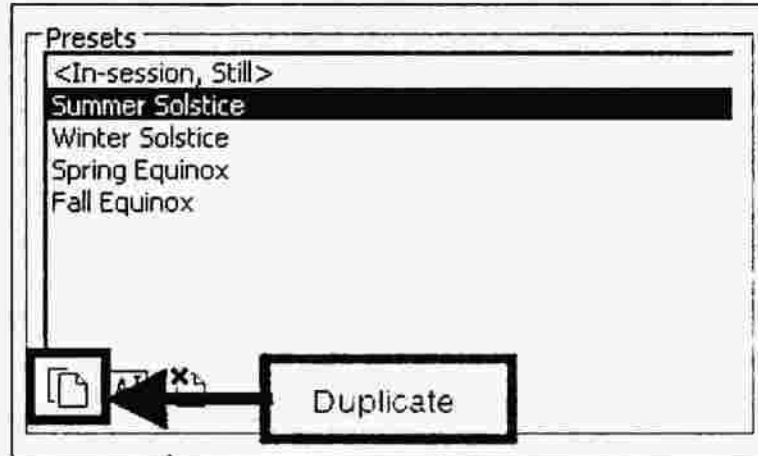 Presets
<In-session, Still>
Summer Solstice
Winter Solstice
Spring Equinox
Fall Equinox
Duplicate